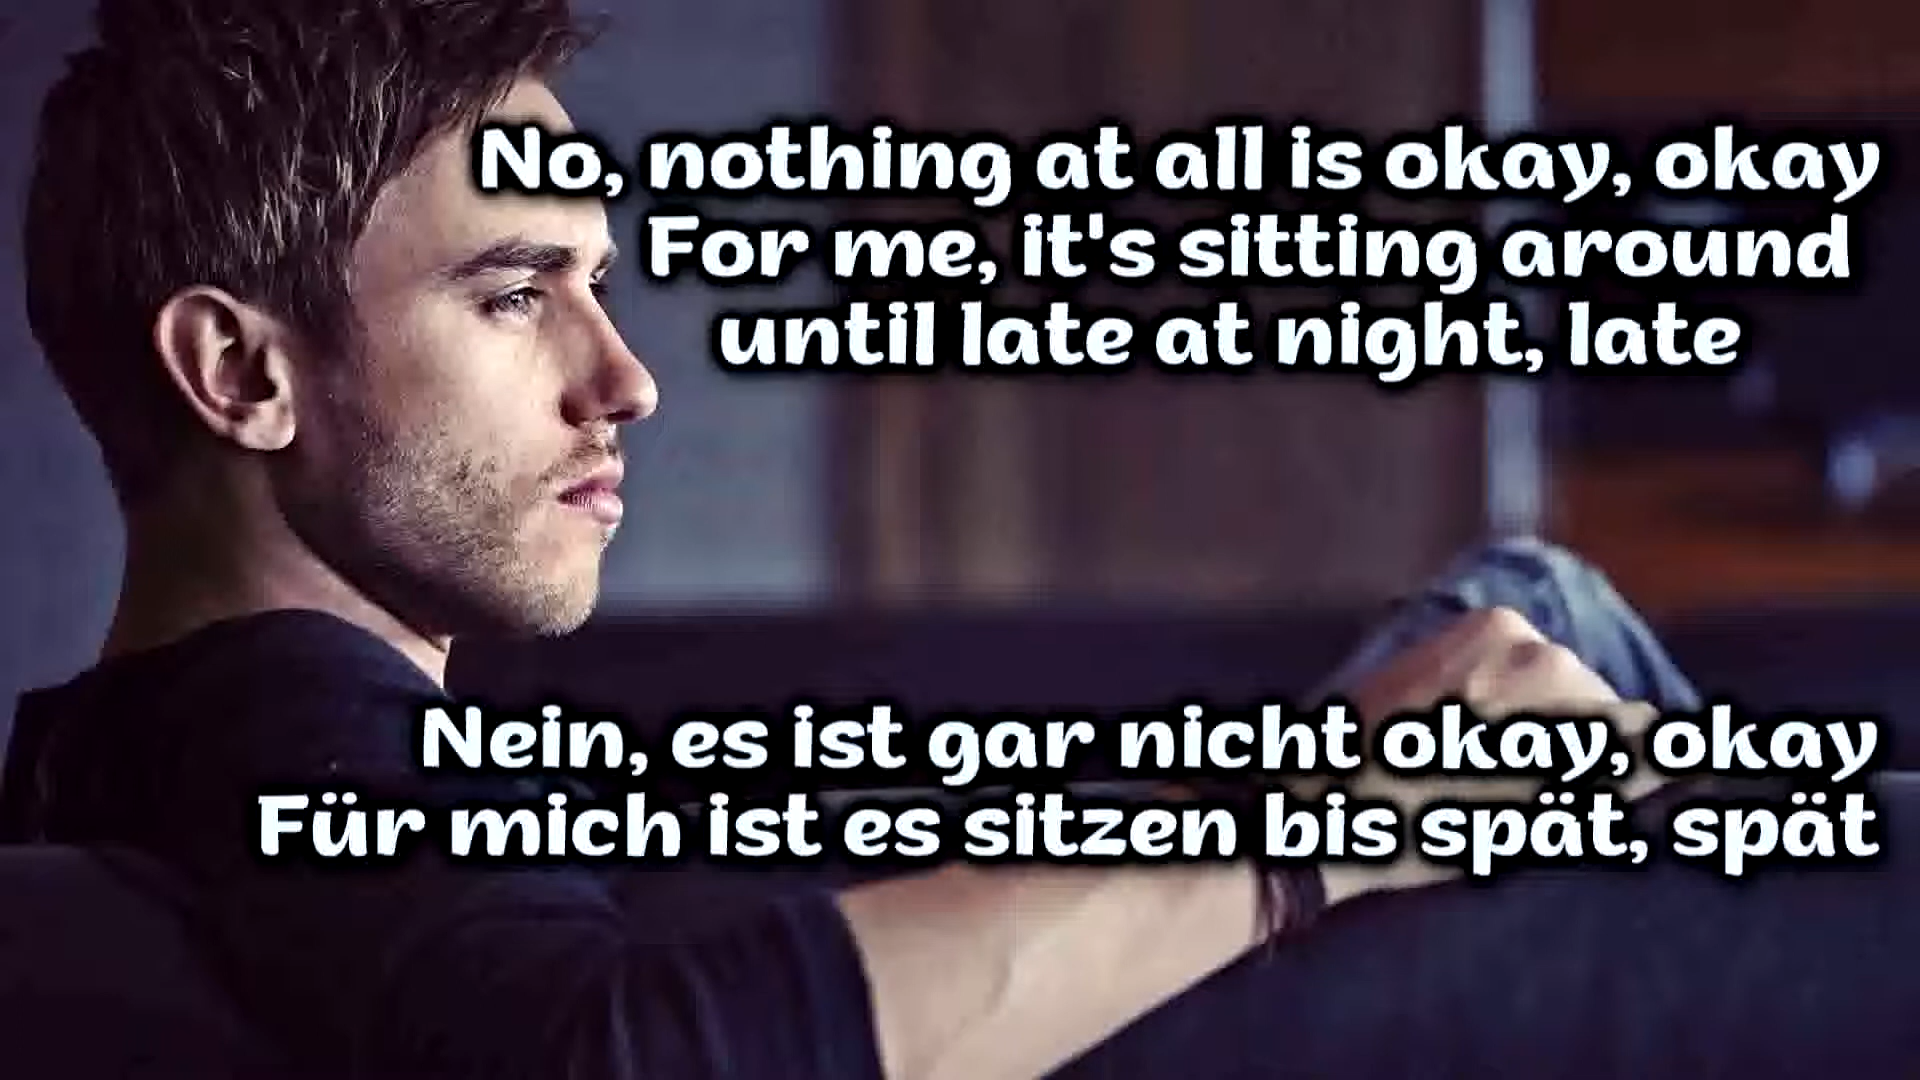 No, nothing at all is okay, okay
For me, it's sitting around
until late at night, late
Nein, es ist gar nicht okay, okay
Für mich ist es sitzen bis spät, spät